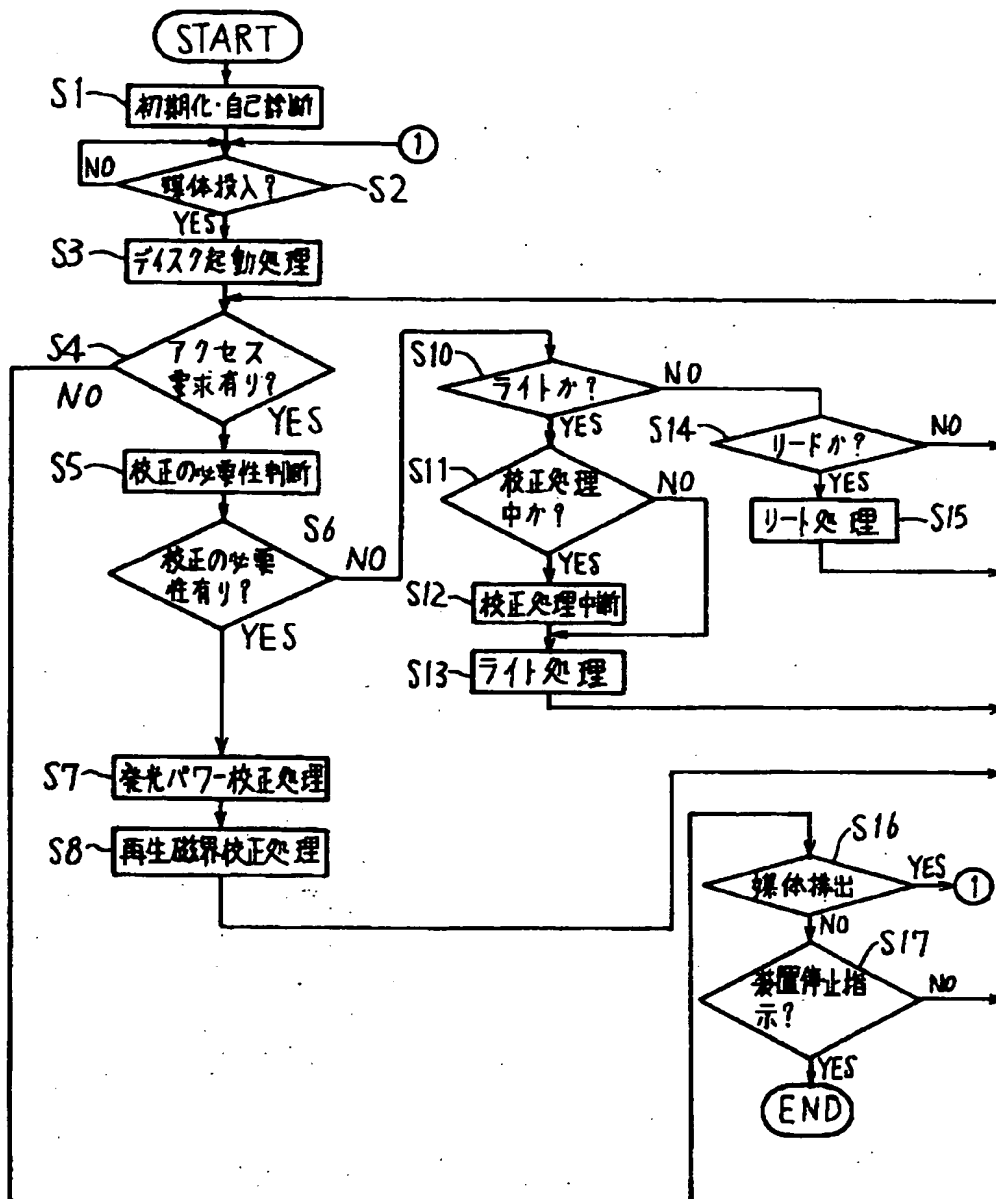 START
S1
初期化・自己診断
1
NO
媒体投入?
S2
YES
S3
ディスク起動処理
S4
アクセス
要求有り?
NO
YES
S5
校正の必要性判断
S6
校正の必要
性有り?
NO
YES
S7
発光パワー校正処理
S8
再生磁界校正処理
S10
ライトか?
NO
YES
S11
校正処理
中か?
NO
YES
S12
校正処理中断
S13
ライト処理
S14
リードか?
NO
YES
リート処理
S15
S16
媒体排出
YES
1
NO
S17
装置停止指
示?
NO
YES
END